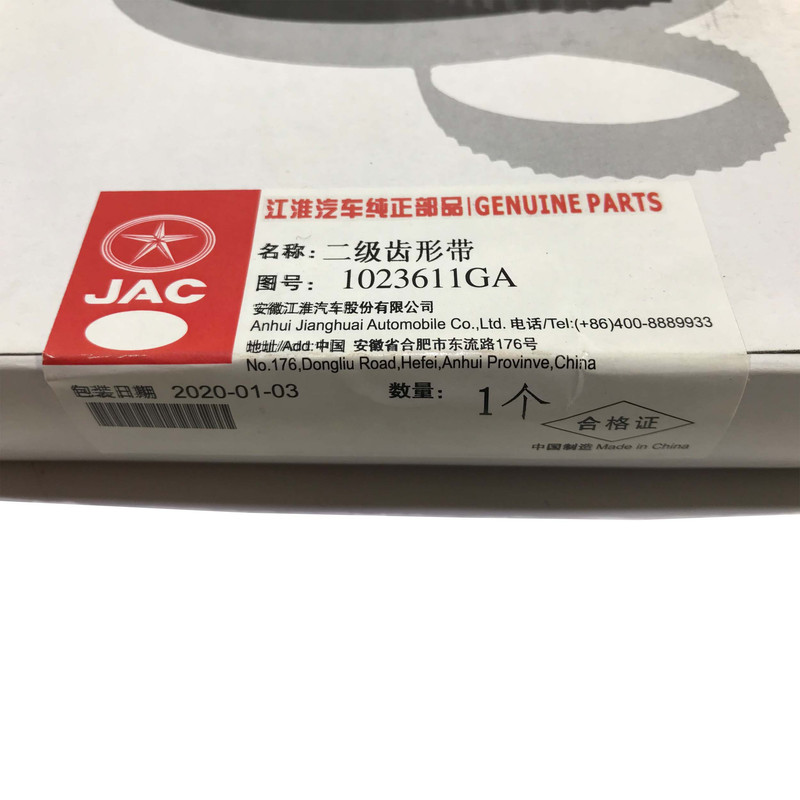 江淮汽车纯正部品|GENUINE PARTS
JAC
名称: 二级齿形带
图号: 1023611GA
安徽江淮汽车股份有限公司
Anhui Jianghuai Automobile Co.,Ltd. 电话/Tel:(+86)400-8889933
地址/Add:中国 安徽省合肥市东流路176号
No.176,Dongliu Road,Hefei,Anhui Provinve,China
包装日期 2020-01-03 数量: 1个
合格证
中国制造 Made in China